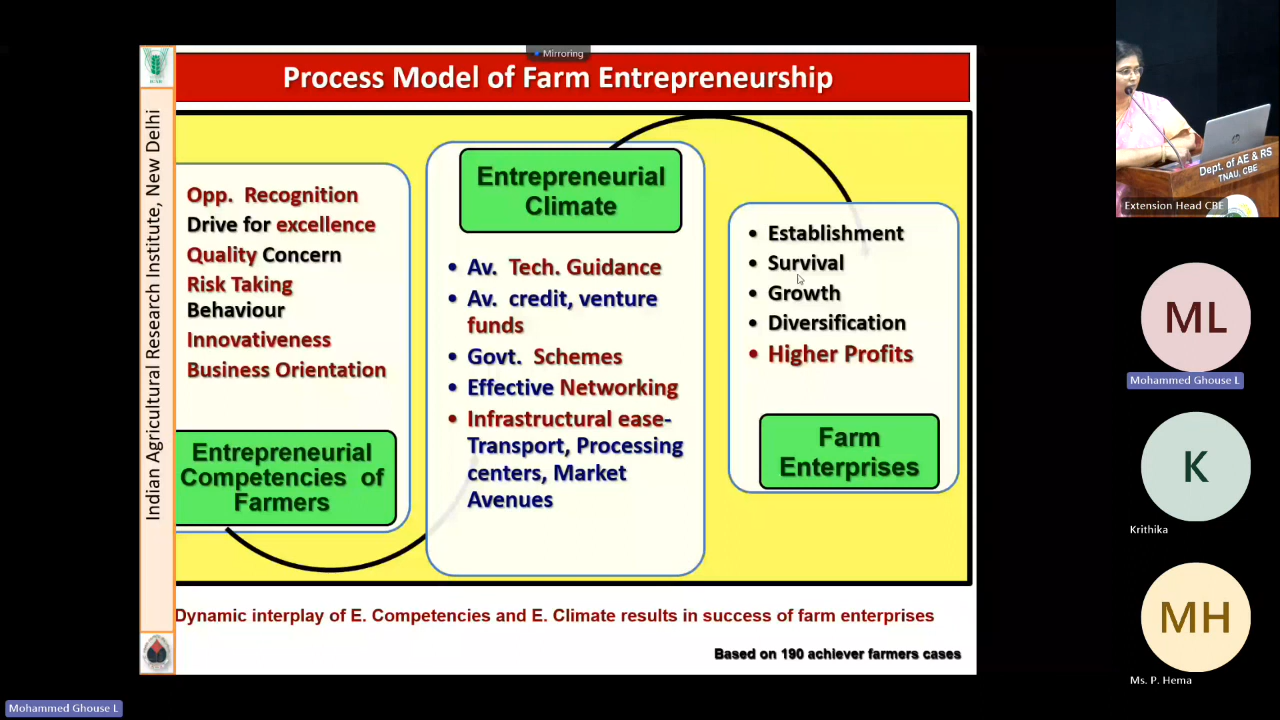 Mirroring
Process Model of Farm Entrepreneurship
Indian Agricultural Research Institute, New Delhi
Opp. Recognition
Drive for excellence
Quality Concern
Risk Taking
Behaviour
Innovativeness
Business Orientation
Entrepreneurial
Competencies of
Farmers
Entrepreneurial
Climate
• Av. Tech. Guidance
• Av. credit, venture
funds
• Govt. Schemes
• Effective Networking
• Infrastructural ease-
Transport, Processing
centers, Market
Avenues
• Establishment
• Survival
• Growth
• Diversification
• Higher Profits
Farm
Enterprises
Dynamic interplay of E. Competencies and E. Climate results in success of farm enterprises
Based on 190 achiever farmers cases
Dept. of AE & RS
TNAU, CBE
Extension Head CBE
ML
Mohammed Ghouse L
K
Krithika
MH
Ms. P. Hema
Mohammed Ghouse L